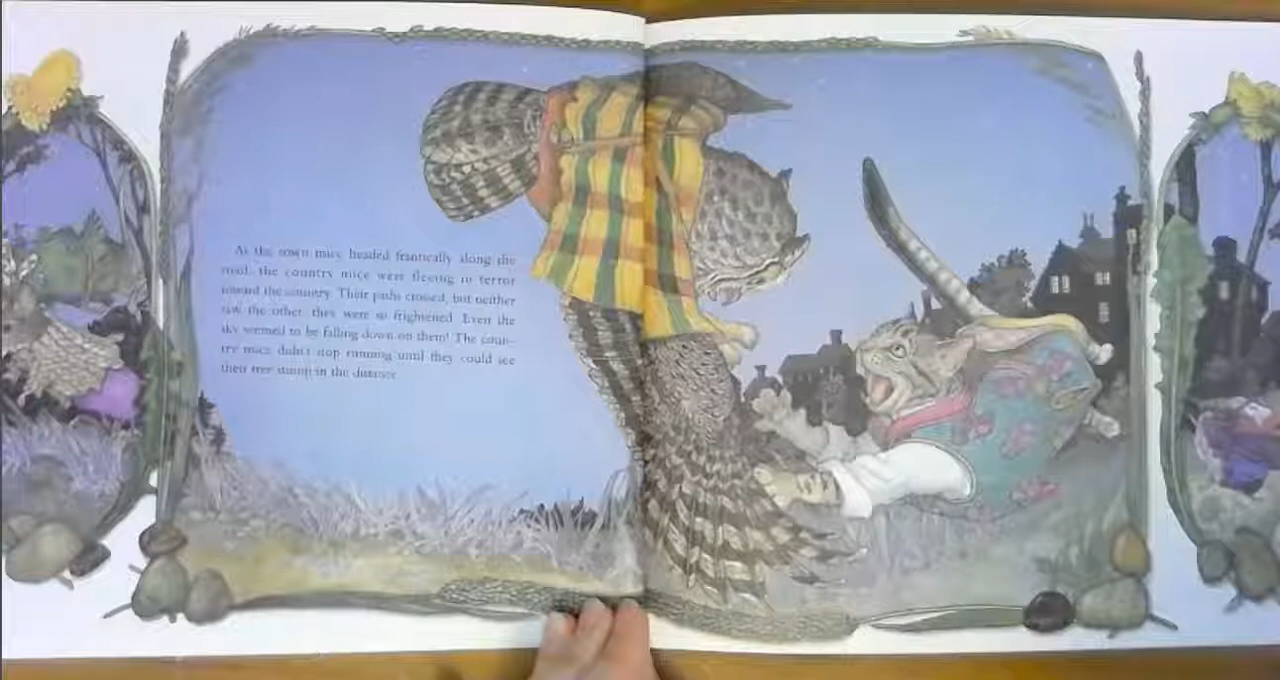 As the town mice headed frantically along the
road, the country mice were fleeing in terror
toward the country. Their paths crossed, but neither
saw the other, they were so frightened. Even the
sky seemed to be falling down on them! The coun-
try mice didn't stop running until they could see
their tree stump in the distance.